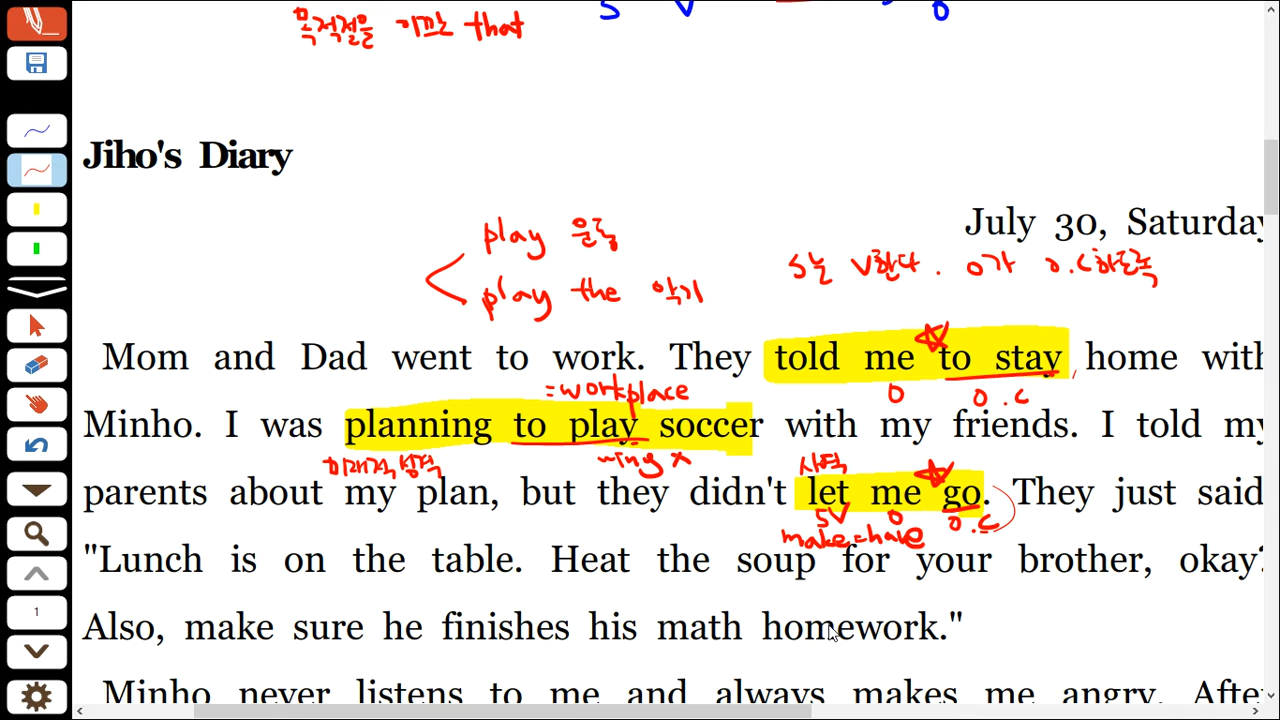 S V S O
목적절을 이끄는 that
Jiho's Diary
play 운동
July 30, Saturday
S는 V한다. O가 O.C하도록
play the 악기
Mom and Dad went to work. They told me to stay home with
=workplace O O.C
Minho. I was planning to play soccer with my friends. I told my
미래적 성격 ~ing x 사역
parents about my plan, but they didn't let me go. They just said
5V O O.C
make=have
"Lunch is on the table. Heat the soup for your brother, okay?
Also, make sure he finishes his math homework."
Minho never listens to me and always makes me angry. After
1